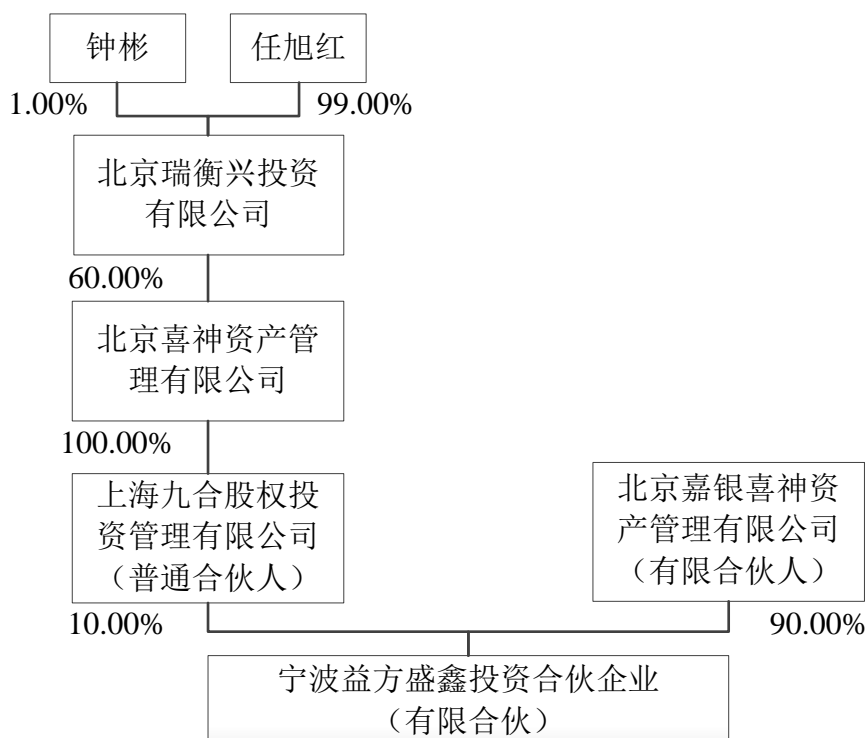 钟彬
任旭红
1.00%
99.00%
北京瑞衡兴投资
有限公司
60.00%
北京喜神资产管
理有限公司
100.00%
上海九合股权投
资管理有限公司
（普通合伙人）
北京嘉银喜神资
产管理有限公司
（有限合伙人）
10.00%
90.00%
宁波益方盛鑫投资合伙企业
（有限合伙）